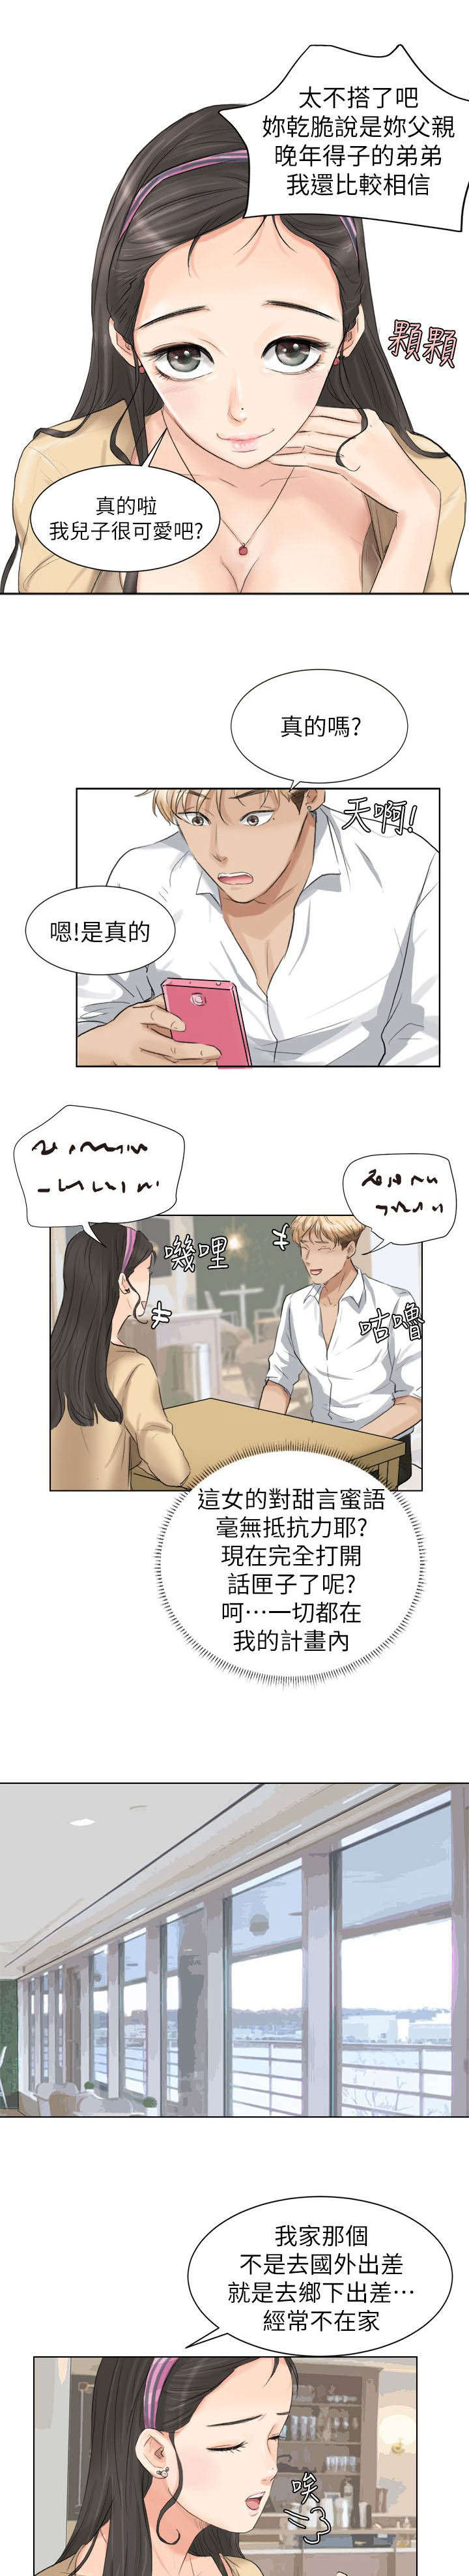 太不搭了吧
妳乾脆說是妳父親
晚年得子的弟弟
我還比較相信
顆顆
真的啦
我兒子很可愛吧?
真的嗎?
天啊!
嗯!是真的
嘰哩
咕嚕
這女的對甜言蜜語
毫無抵抗力耶?
現在完全打開
話匣子了呢?
呵…一切都在
我的計畫內
我家那個
不是去國外出差
就是去鄉下出差…
經常不在家
唉